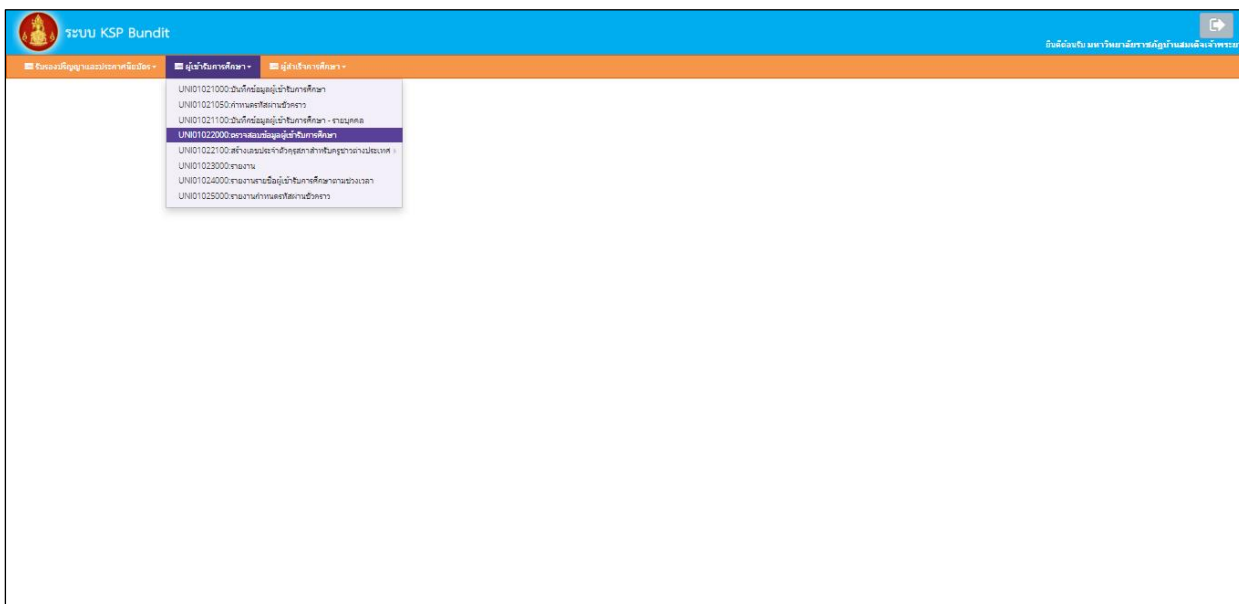 ระบบ KSP Bundit
ยินดีต้อนรับ มหาวิทยาลัยราชภัฏบ้านสมเด็จเจ้าพระยา
รับรองปริญญาและประกาศนียบัตร
ผู้เข้ารับการศึกษา
ผู้สำเร็จการศึกษา
UNI01021000:บันทึกข้อมูลผู้เข้ารับการศึกษา
UNI01021050:กำหนดรหัสผ่านชั่วคราว
UNI01021100:บันทึกข้อมูลผู้เข้ารับการศึกษา - รายบุคคล
UNI01022000:ตรวจสอบข้อมูลผู้เข้ารับการศึกษา
UNI01022100:สร้างเลขประจำตัวคุรุสภาสำหรับครูชาวต่างประเทศ
UNI01023000:รายงาน
UNI01024000:รายงานรายชื่อผู้เข้ารับการศึกษาตามช่วงเวลา
UNI01025000:รายงานกำหนดรหัสผ่านชั่วคราว